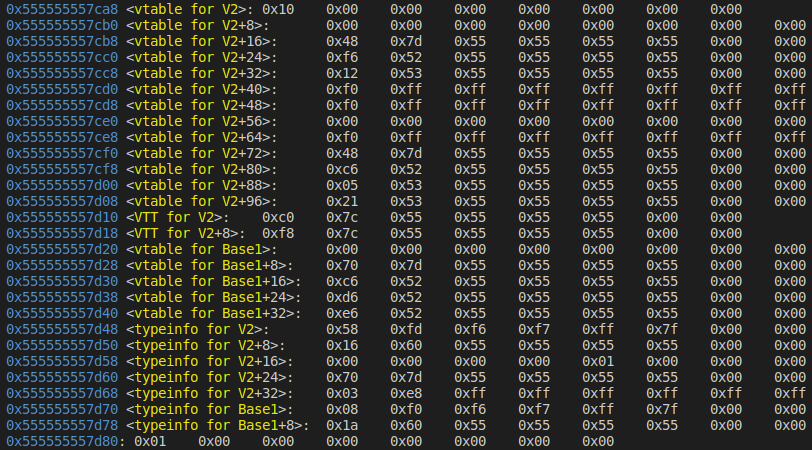 0x555555557ca8 <vtable for V2>: 0x10 0x00 0x00 0x00 0x00 0x00 0x00 0x00
0x555555557cb0 <vtable for V2+8>: 0x00 0x00 0x00 0x00 0x00 0x00 0x00 0x00
0x555555557cb8 <vtable for V2+16>: 0x48 0x7d 0x55 0x55 0x55 0x55 0x00 0x00
0x555555557cc0 <vtable for V2+24>: 0xf6 0x52 0x55 0x55 0x55 0x55 0x00 0x00
0x555555557cc8 <vtable for V2+32>: 0x12 0x53 0x55 0x55 0x55 0x55 0x00 0x00
0x555555557cd0 <vtable for V2+40>: 0xf0 0xff 0xff 0xff 0xff 0xff 0xff 0xff
0x555555557cd8 <vtable for V2+48>: 0xf0 0xff 0xff 0xff 0xff 0xff 0xff 0xff
0x555555557ce0 <vtable for V2+56>: 0x00 0x00 0x00 0x00 0x00 0x00 0x00 0x00
0x555555557ce8 <vtable for V2+64>: 0xf0 0xff 0xff 0xff 0xff 0xff 0xff 0xff
0x555555557cf0 <vtable for V2+72>: 0x48 0x7d 0x55 0x55 0x55 0x55 0x00 0x00
0x555555557cf8 <vtable for V2+80>: 0xc6 0x52 0x55 0x55 0x55 0x55 0x00 0x00
0x555555557d00 <vtable for V2+88>: 0x05 0x53 0x55 0x55 0x55 0x55 0x00 0x00
0x555555557d08 <vtable for V2+96>: 0x21 0x53 0x55 0x55 0x55 0x55 0x00 0x00
0x555555557d10 <VTT for V2>: 0xc0 0x7c 0x55 0x55 0x55 0x55 0x00 0x00
0x555555557d18 <VTT for V2+8>: 0xf8 0x7c 0x55 0x55 0x55 0x55 0x00 0x00
0x555555557d20 <vtable for Base1>: 0x00 0x00 0x00 0x00 0x00 0x00 0x00 0x00
0x555555557d28 <vtable for Base1+8>: 0x70 0x7d 0x55 0x55 0x55 0x55 0x00 0x00
0x555555557d30 <vtable for Base1+16>: 0xc6 0x52 0x55 0x55 0x55 0x55 0x00 0x00
0x555555557d38 <vtable for Base1+24>: 0xd6 0x52 0x55 0x55 0x55 0x55 0x00 0x00
0x555555557d40 <vtable for Base1+32>: 0xe6 0x52 0x55 0x55 0x55 0x55 0x00 0x00
0x555555557d48 <typeinfo for V2>: 0x58 0xfd 0xf6 0xf7 0xff 0x7f 0x00 0x00
0x555555557d50 <typeinfo for V2+8>: 0x16 0x60 0x55 0x55 0x55 0x55 0x00 0x00
0x555555557d58 <typeinfo for V2+16>: 0x00 0x00 0x00 0x00 0x01 0x00 0x00 0x00
0x555555557d60 <typeinfo for V2+24>: 0x70 0x7d 0x55 0x55 0x55 0x55 0x00 0x00
0x555555557d68 <typeinfo for V2+32>: 0x03 0xe8 0xff 0xff 0xff 0xff 0xff 0xff
0x555555557d70 <typeinfo for Base1>: 0x08 0xf0 0xf6 0xf7 0xff 0x7f 0x00 0x00
0x555555557d78 <typeinfo for Base1+8>: 0x1a 0x60 0x55 0x55 0x55 0x55 0x00 0x00
0x555555557d80: 0x01 0x00 0x00 0x00 0x00 0x00 0x00 0x00